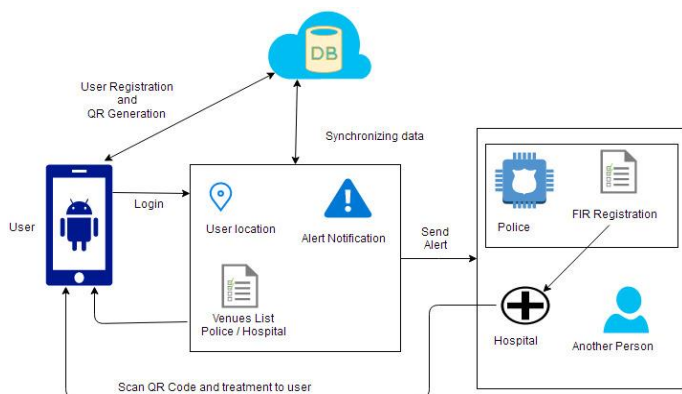 DB
User Registration
and
QR Generation
Synchronizing data
User
Login
User location
Alert Notification
Venues List
Police / Hospital
Send
Alert
Police
FIR Registration
Hospital
Another Person
Scan QR Code and treatment to user